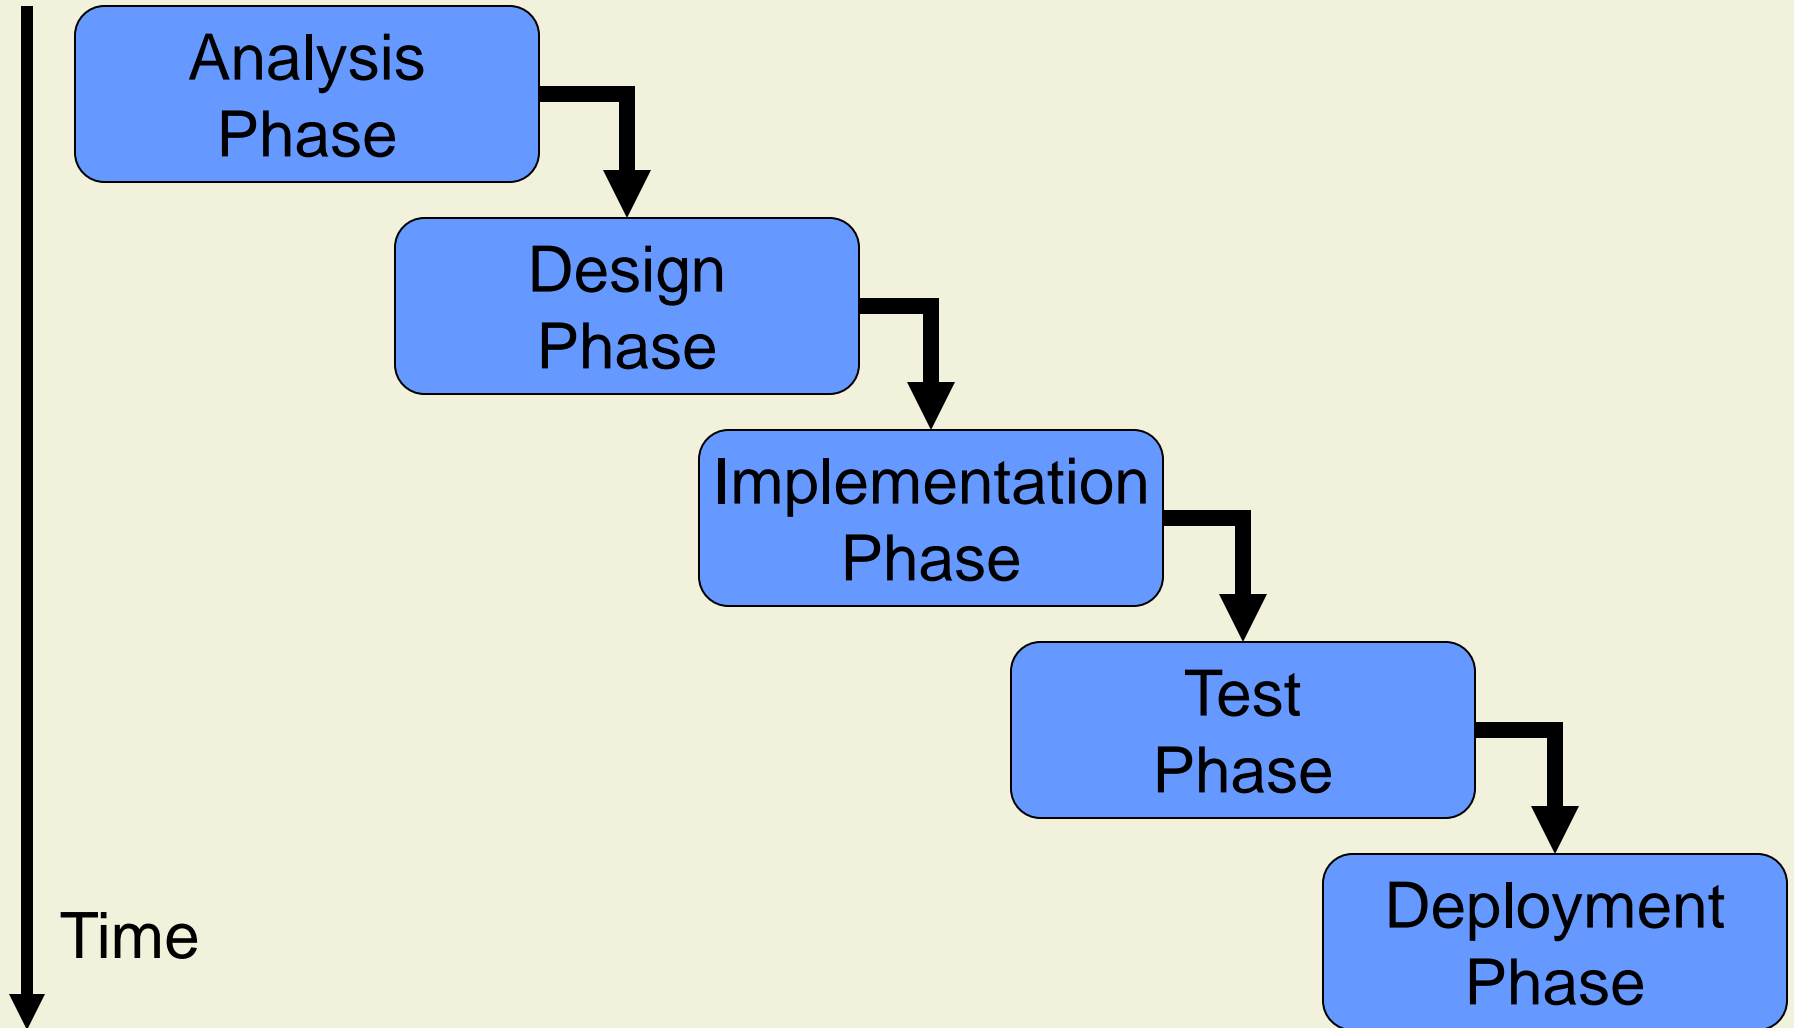 Analysis
Phase
Design
Phase
Implementation
Phase
Test
Phase
Time
Deployment
Phase